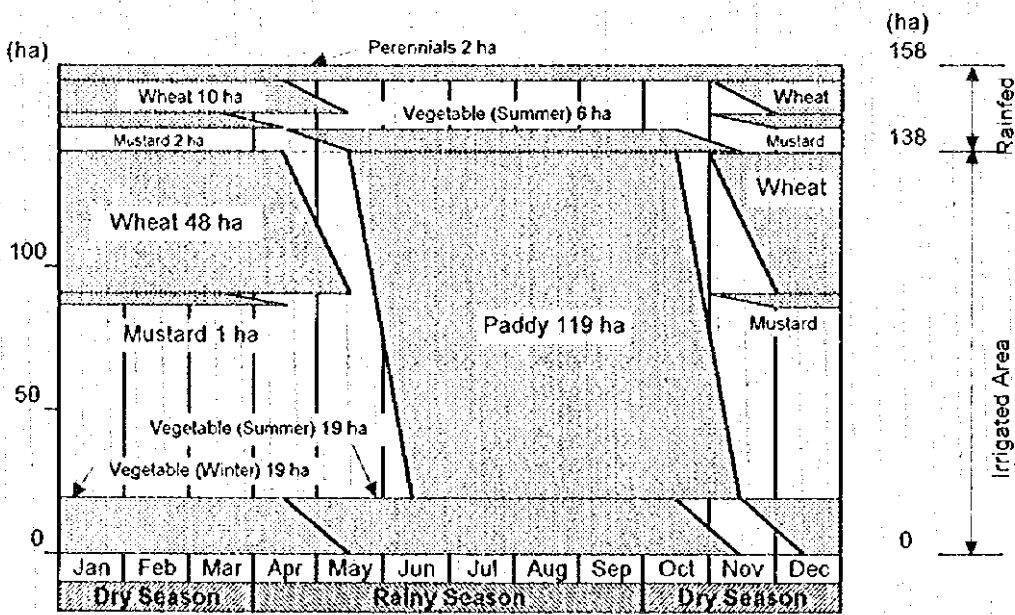 (ha)
(ha)
Perennials 2 ha
158
Wheat 10 ha
Wheat
Vegetable (Summer) 6 ha
Rainfed
Mustard 2 ha
Mustard
138
Wheat
Wheat 48 ha
100
Paddy 119 ha
Mustard 1 ha
Mustard
50
Vegetable (Summer) 19 ha
Vegetable (Winter) 19 ha
Irrigated Area
0
0
Jan Feb Mar Apr May Jun Jul Aug Sep Oct Nov Dec
Dry Season Rainy Season Dry Season